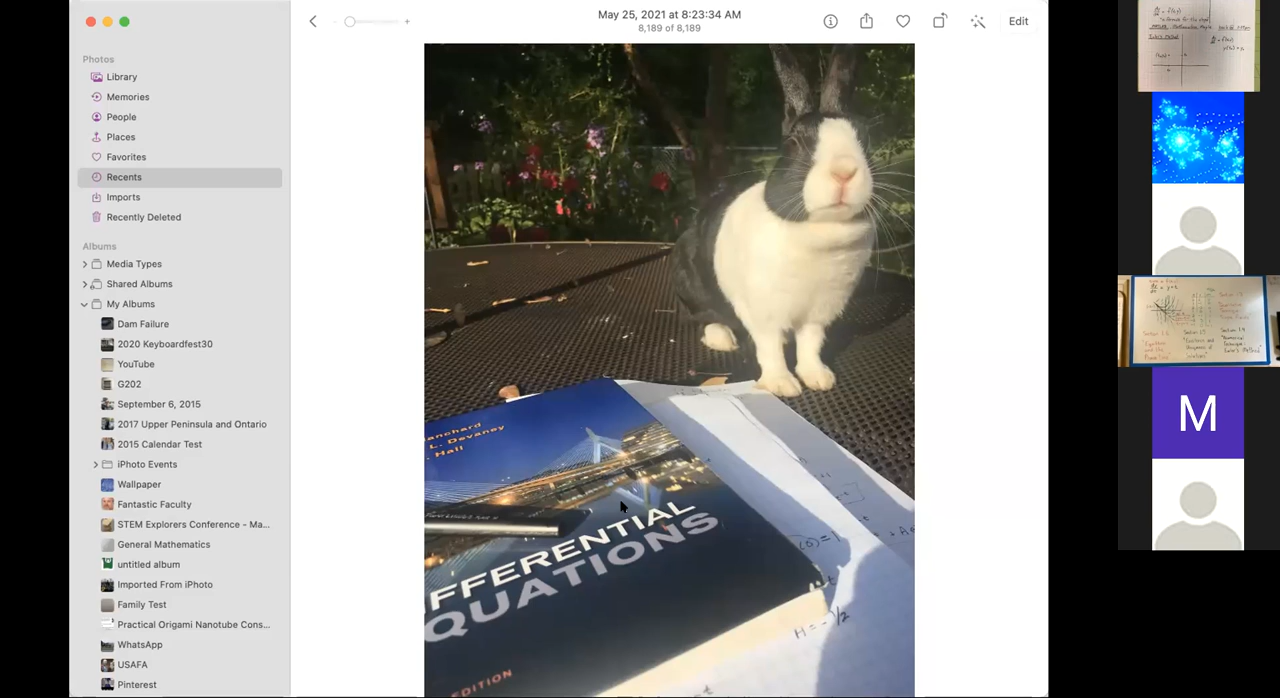 May 25, 2021 at 8:23:34 AM
8,189 of 8,189
Edit
Photos
Library
Memories
People
Places
Favorites
Recents
Imports
Recently Deleted
Albums
Media Types
Shared Albums
My Albums
Dam Failure
2020 Keyboardfest30
YouTube
G202
September 6, 2015
2017 Upper Peninsula and Ontario
2015 Calendar Test
iPhoto Events
Wallpaper
Fantastic Faculty
STEM Explorers Conference - Ma...
General Mathematics
untitled album
Imported From iPhoto
Family Test
Practical Origami Nanotube Cons...
WhatsApp
USAFA
Pinterest
anchard
L. Devaney
Hall
IFFERENTIAL
QUATIONS
EDITION
(0)=1
M